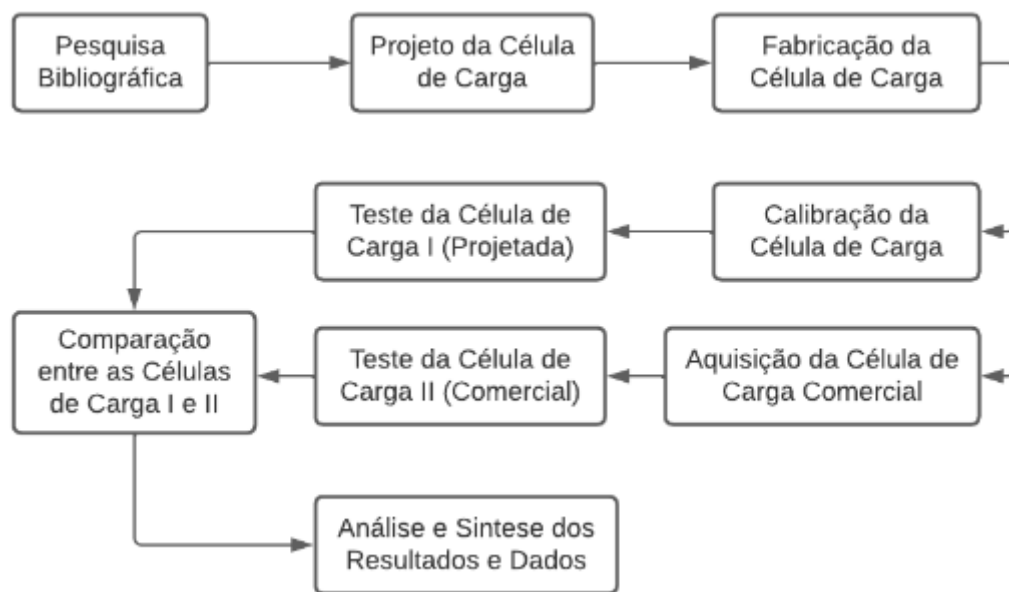 Pesquisa
Bibliográfica
Projeto da Célula
de Carga
Fabricação da
Célula de Carga
Teste da Célula de
Carga I (Projetada)
Calibração da
Célula de Carga
Comparação
entre as Células
de Carga I e II
Teste da Célula de
Carga II (Comercial)
Aquisição da Célula de
Carga Comercial
Análise e Sintese dos
Resultados e Dados